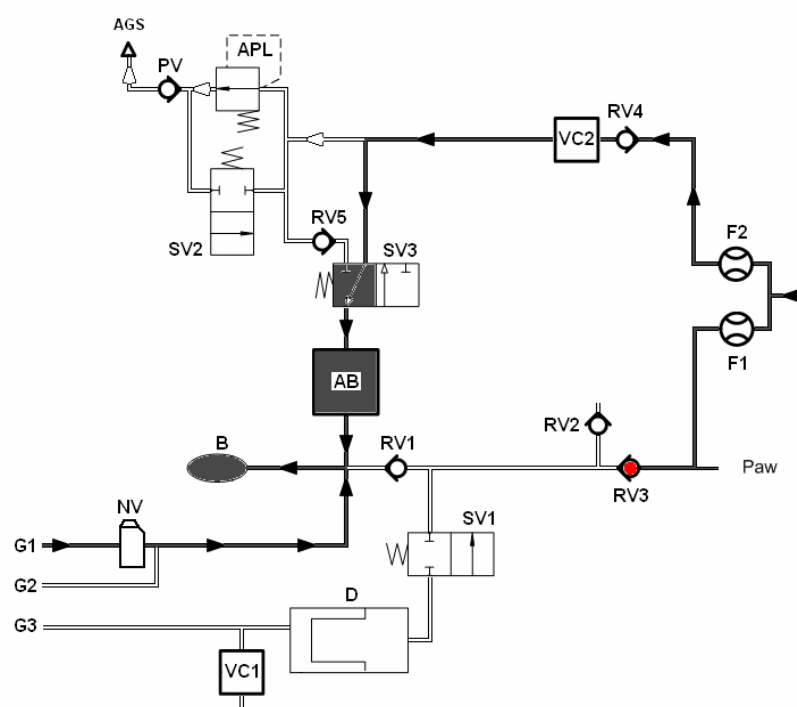 AGS
PV
APL
RV4
VC2
RV5
SV2
SV3
F2
F1
AB
B
RV1
RV2
RV3
Paw
NV
SV1
G1
G2
D
G3
VC1